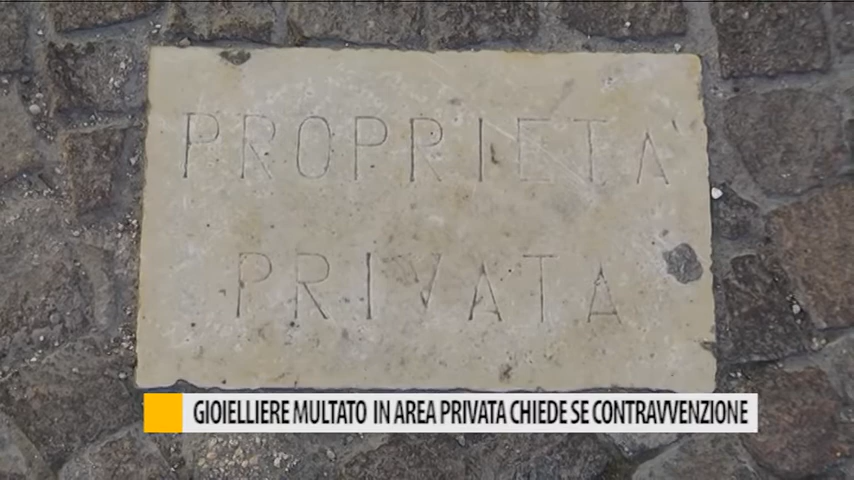 PROPRIETA'
PRIVATA
GIOIELLIERE MULTATO IN AREA PRIVATA CHIEDE SE CONTRAVVENZIONE